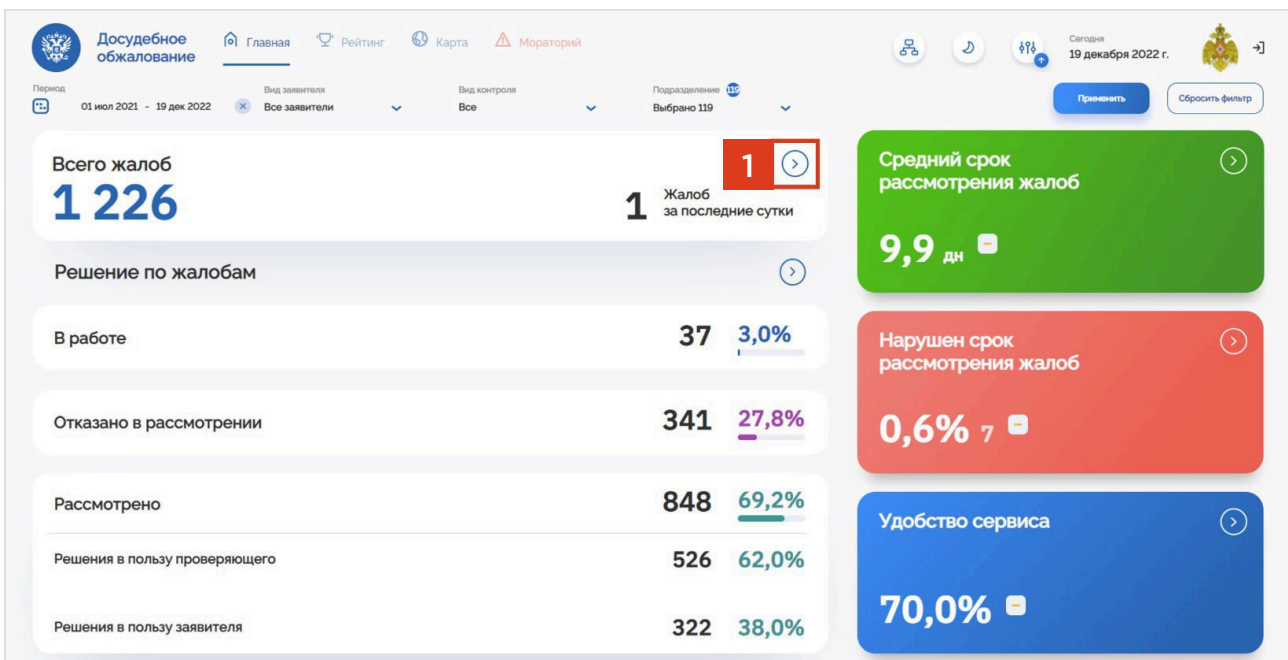 Досудебное
обжалование
Главная
Рейтинг
Карта
Мораторий
Сегодня
19 декабря 2022 г.
Период
01 июл 2021 - 19 дек 2022
Вид заявителя
Все заявители
Вид контроля
Все
Подразделение 119
Выбрано 119
Применить
Сбросить фильтр
Всего жалоб
1 226
1
1 Жалоб
за последние сутки
Решение по жалобам
В работе
37 3,0%
Отказано в рассмотрении
341 27,8%
Рассмотрено
848 69,2%
Решения в пользу проверяющего
526 62,0%
Решения в пользу заявителя
322 38,0%
Средний срок
рассмотрения жалоб
9,9 дн
Нарушен срок
рассмотрения жалоб
0,6% 7
Удобство сервиса
70,0%